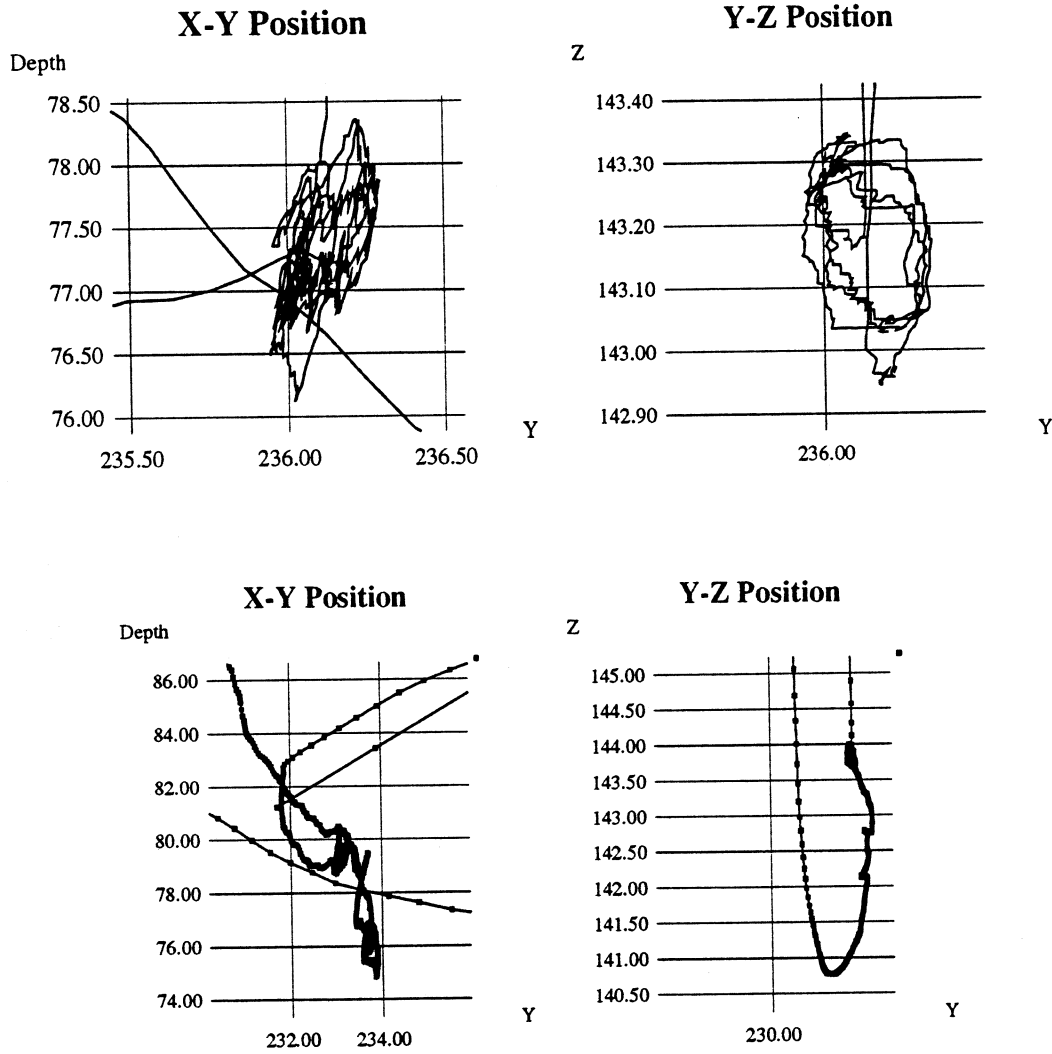 X-Y Position
Depth
78.50
78.00
77.50
77.00
76.50
76.00
Y
235.50 236.00 236.50
Y-Z Position
Z
143.40
143.30
143.20
143.10
143.00
142.90
Y
236.00
X-Y Position
Depth
86.00
84.00
82.00
80.00
78.00
76.00
74.00
Y
232.00 234.00
Y-Z Position
Z
145.00
144.50
144.00
143.50
143.00
142.50
142.00
141.50
141.00
140.50
Y
230.00